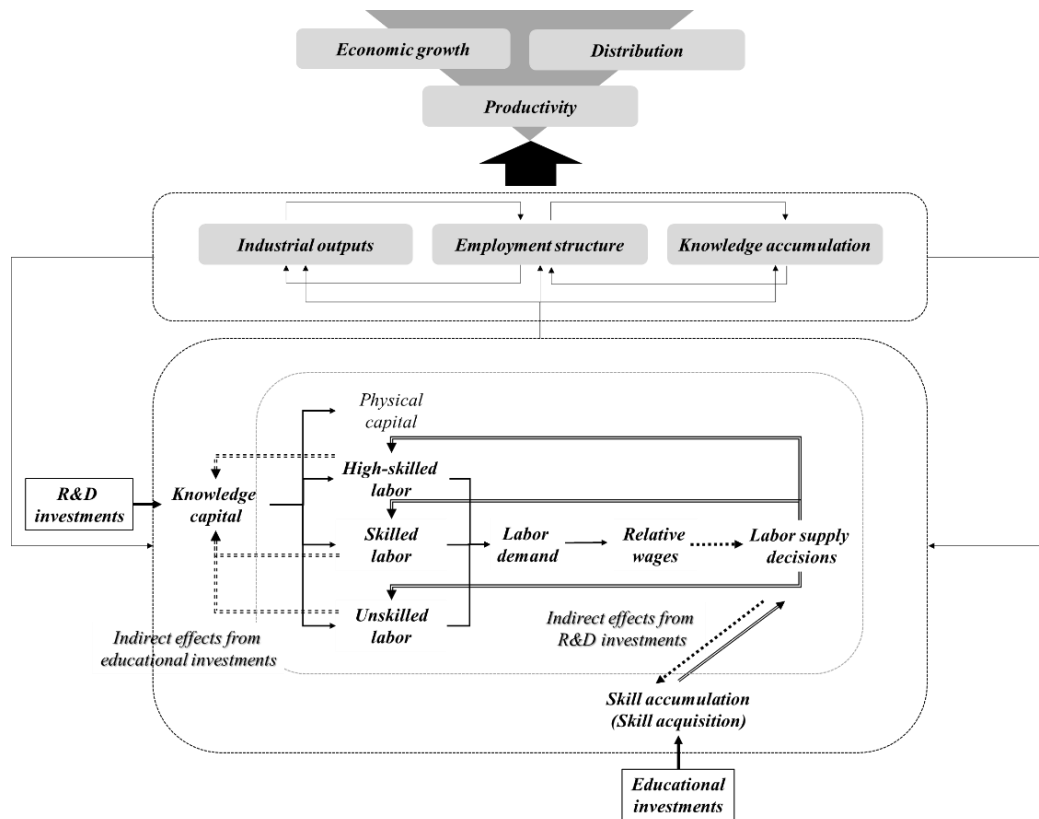 Economic growth
Distribution
Productivity
Industrial outputs
Employment structure
Knowledge accumulation
Physical
capital
High-skilled
labor
R&D
investments
Knowledge
capital
Skilled
labor
Labor
demand
Relative
wages
Labor supply
decisions
Unskilled
labor
Indirect effects from
educational investments
Indirect effects from
R&D investments
Skill accumulation
(Skill acquisition)
Educational
investments